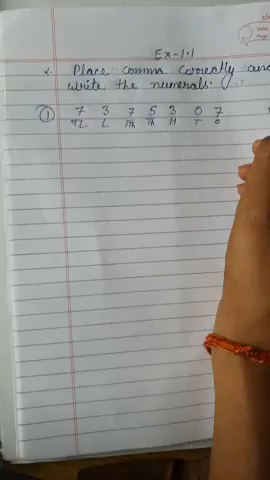 Ex-1.1
2. Place comma correctly and
write the numerals.
① 7 3 7 5 3 0 7
TL L TTh Th H T O